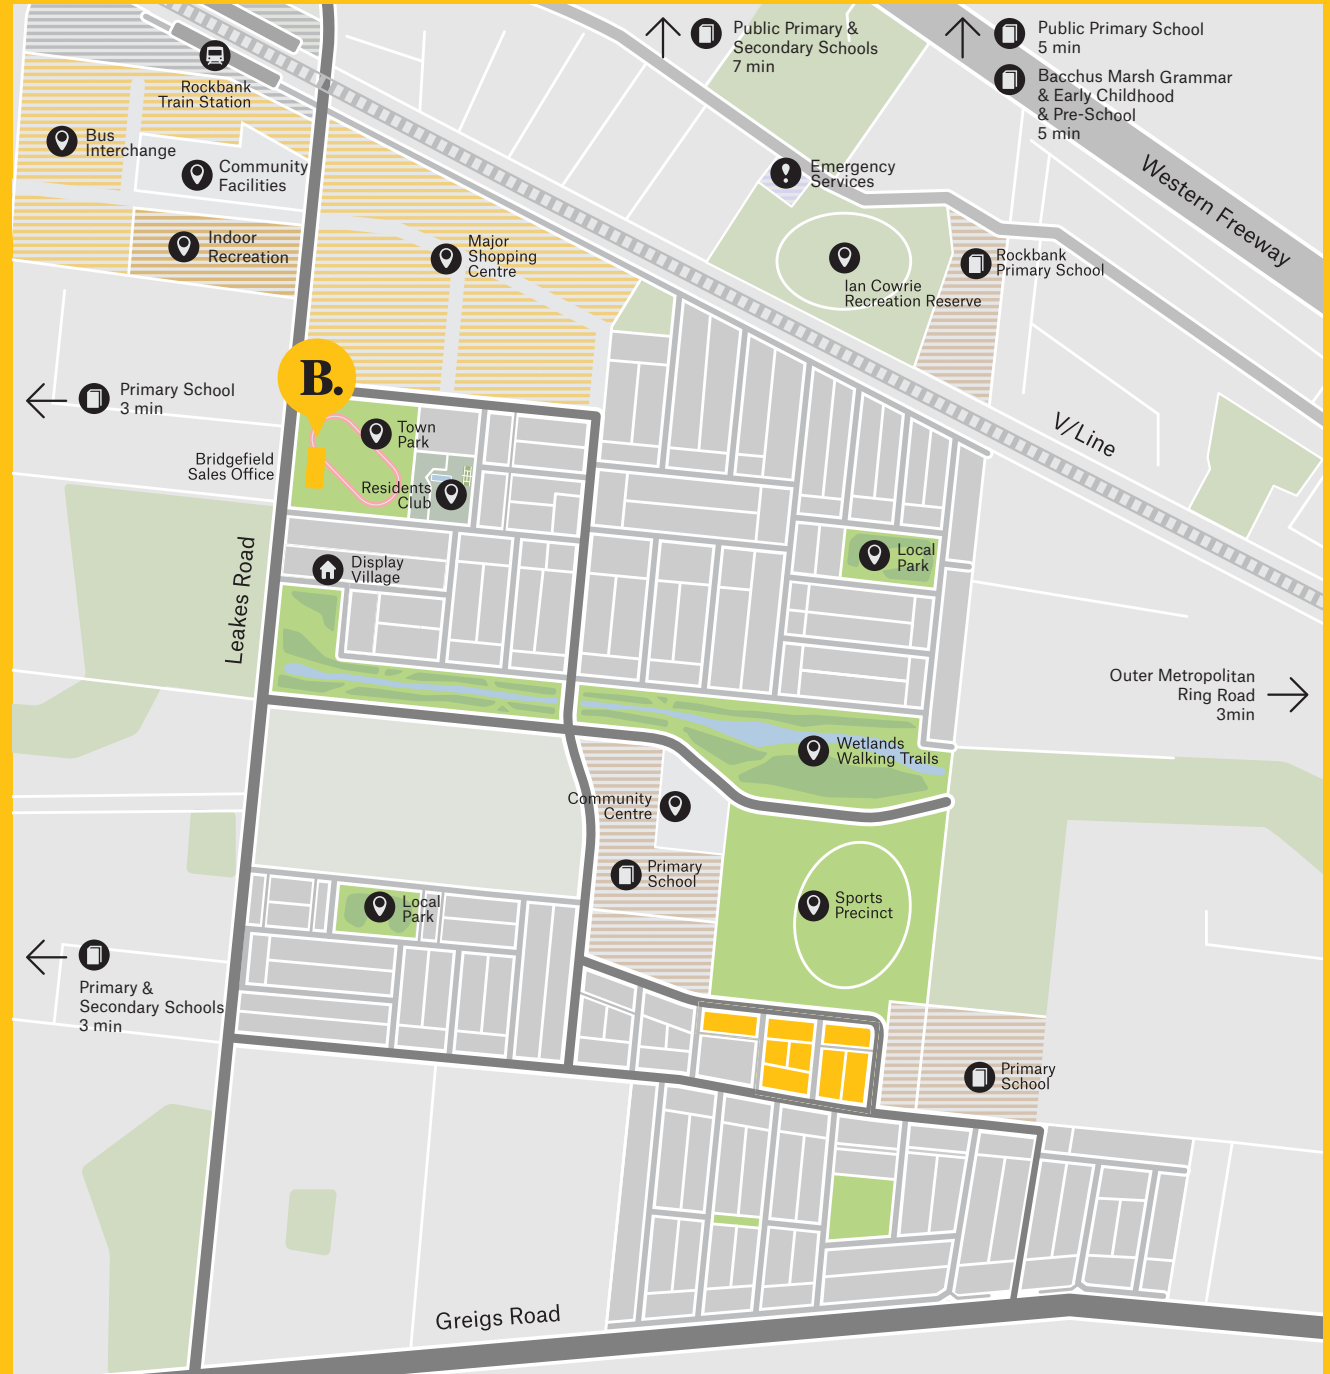 Public Primary &
Secondary Schools
7 min
Public Primary School
5 min
Bacchus Marsh Grammar
& Early Childhood
& Pre-School
5 min
Rockbank
Train Station
Bus
Interchange
Community
Facilities
Emergency
Services
Western Freeway
Indoor
Recreation
Major
Shopping
Centre
Rockbank
Primary School
Ian Cowrie
Recreation Reserve
B.
Primary School
3 min
V/Line
Town
Park
Bridgefield
Sales Office
Residents
Club
Leakes Road
Display
Village
Local
Park
Outer Metropolitan
Ring Road
3min
Wetlands
Walking Trails
Community
Centre
Primary
School
Local
Park
Sports
Precinct
Primary &
Secondary Schools
3 min
Primary
School
Greigs Road